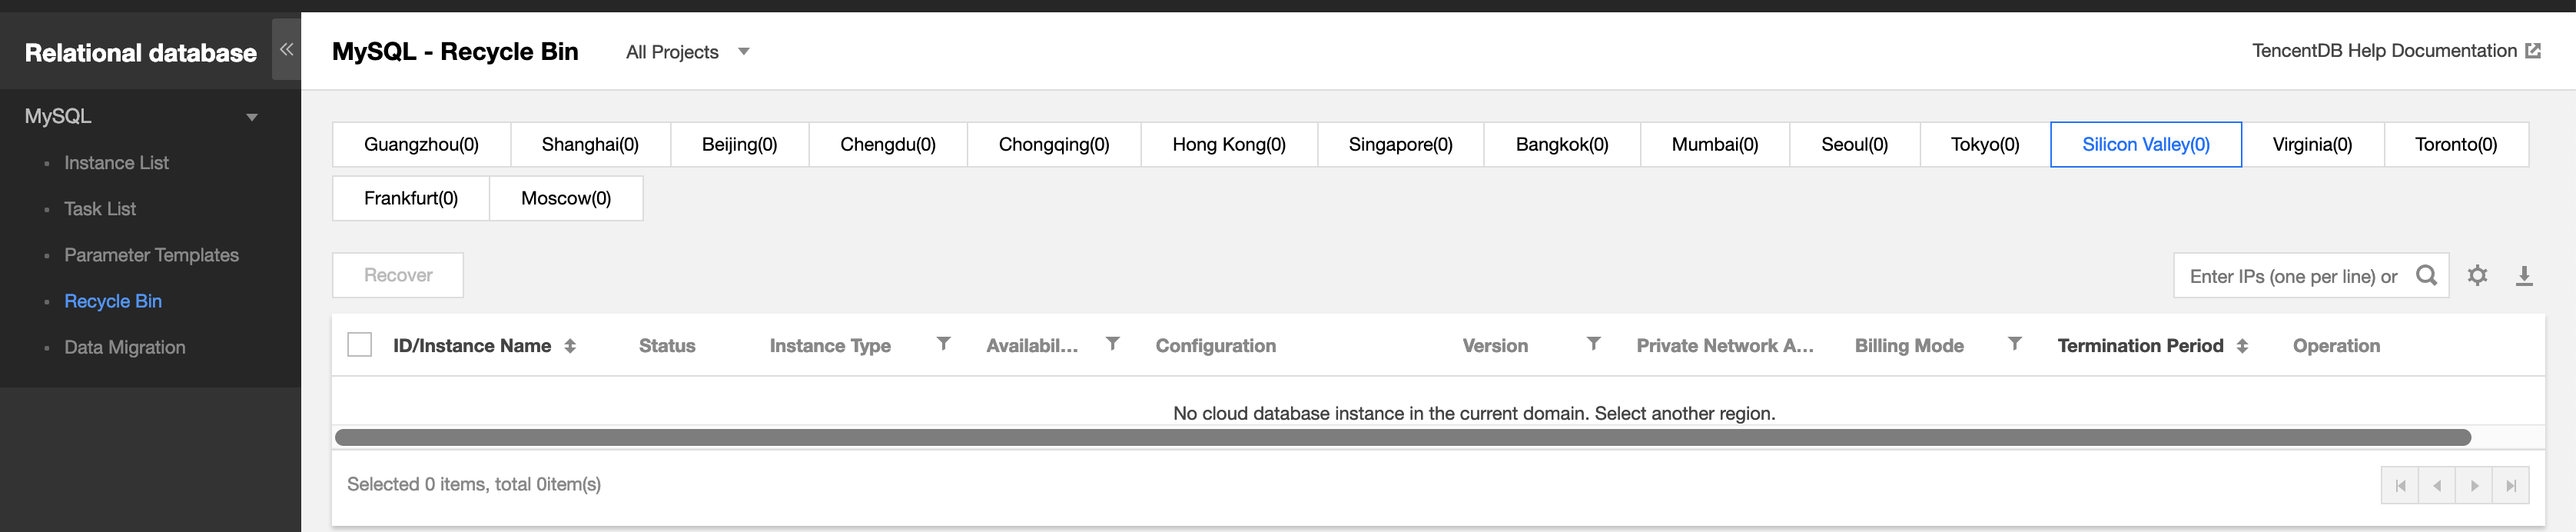 Relational database
MySQL
Instance List
Task List
Parameter Templates
Recycle Bin
Data Migration
MySQL - Recycle Bin All Projects TencentDB Help Documentation
Guangzhou(0) Shanghai(0) Beijing(0) Chengdu(0) Chongqing(0) Hong Kong(0) Singapore(0) Bangkok(0) Mumbai(0) Seoul(0) Tokyo(0) Silicon Valley(0) Virginia(0) Toronto(0)
Frankfurt(0) Moscow(0)
Recover Enter IPs (one per line) or
ID/Instance Name Status Instance Type Availabil... Configuration Version Private Network A... Billing Mode Termination Period Operation
No cloud database instance in the current domain. Select another region.
Selected 0 items, total 0item(s)